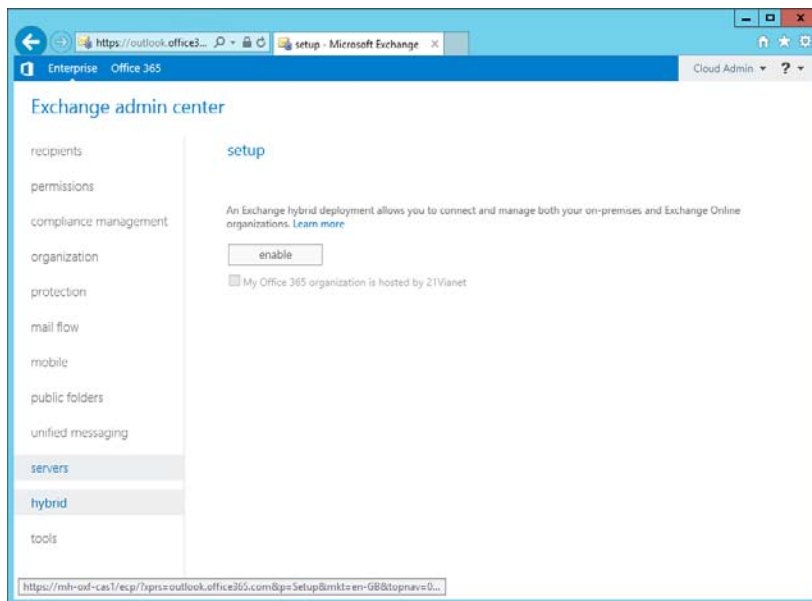 https://outlook.office3...
setup - Microsoft Exchange
Enterprise Office 365
Cloud Admin ?
Exchange admin center
recipients
permissions
compliance management
organization
protection
mail flow
mobile
public folders
unified messaging
servers
hybrid
tools
setup
An Exchange hybrid deployment allows you to connect and manage both your on-premises and Exchange Online
organizations. Learn more
enable
My Office 365 organization is hosted by 21Vianet
https://mh-oxf-cas1/ecp/?xprs=outlook.office365.com&p=Setup&mkt=en-GB&topnav=0...